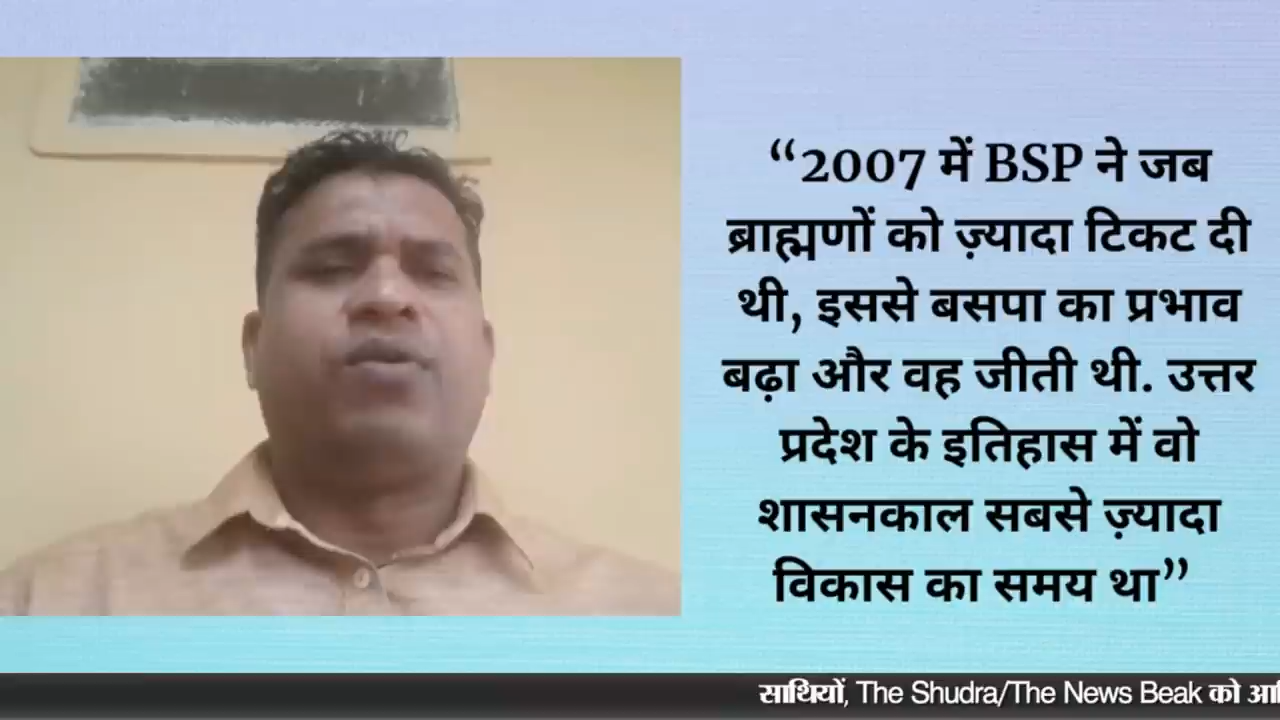 “2007 में BSP ने जब
ब्राह्मणों को ज़्यादा टिकट दी
थी, इससे बसपा का प्रभाव
बढ़ा और वह जीती थी. उत्तर
प्रदेश के इतिहास में वो
शासनकाल सबसे ज़्यादा
विकास का समय था”
साथियों, The Shudra/The News Beak को